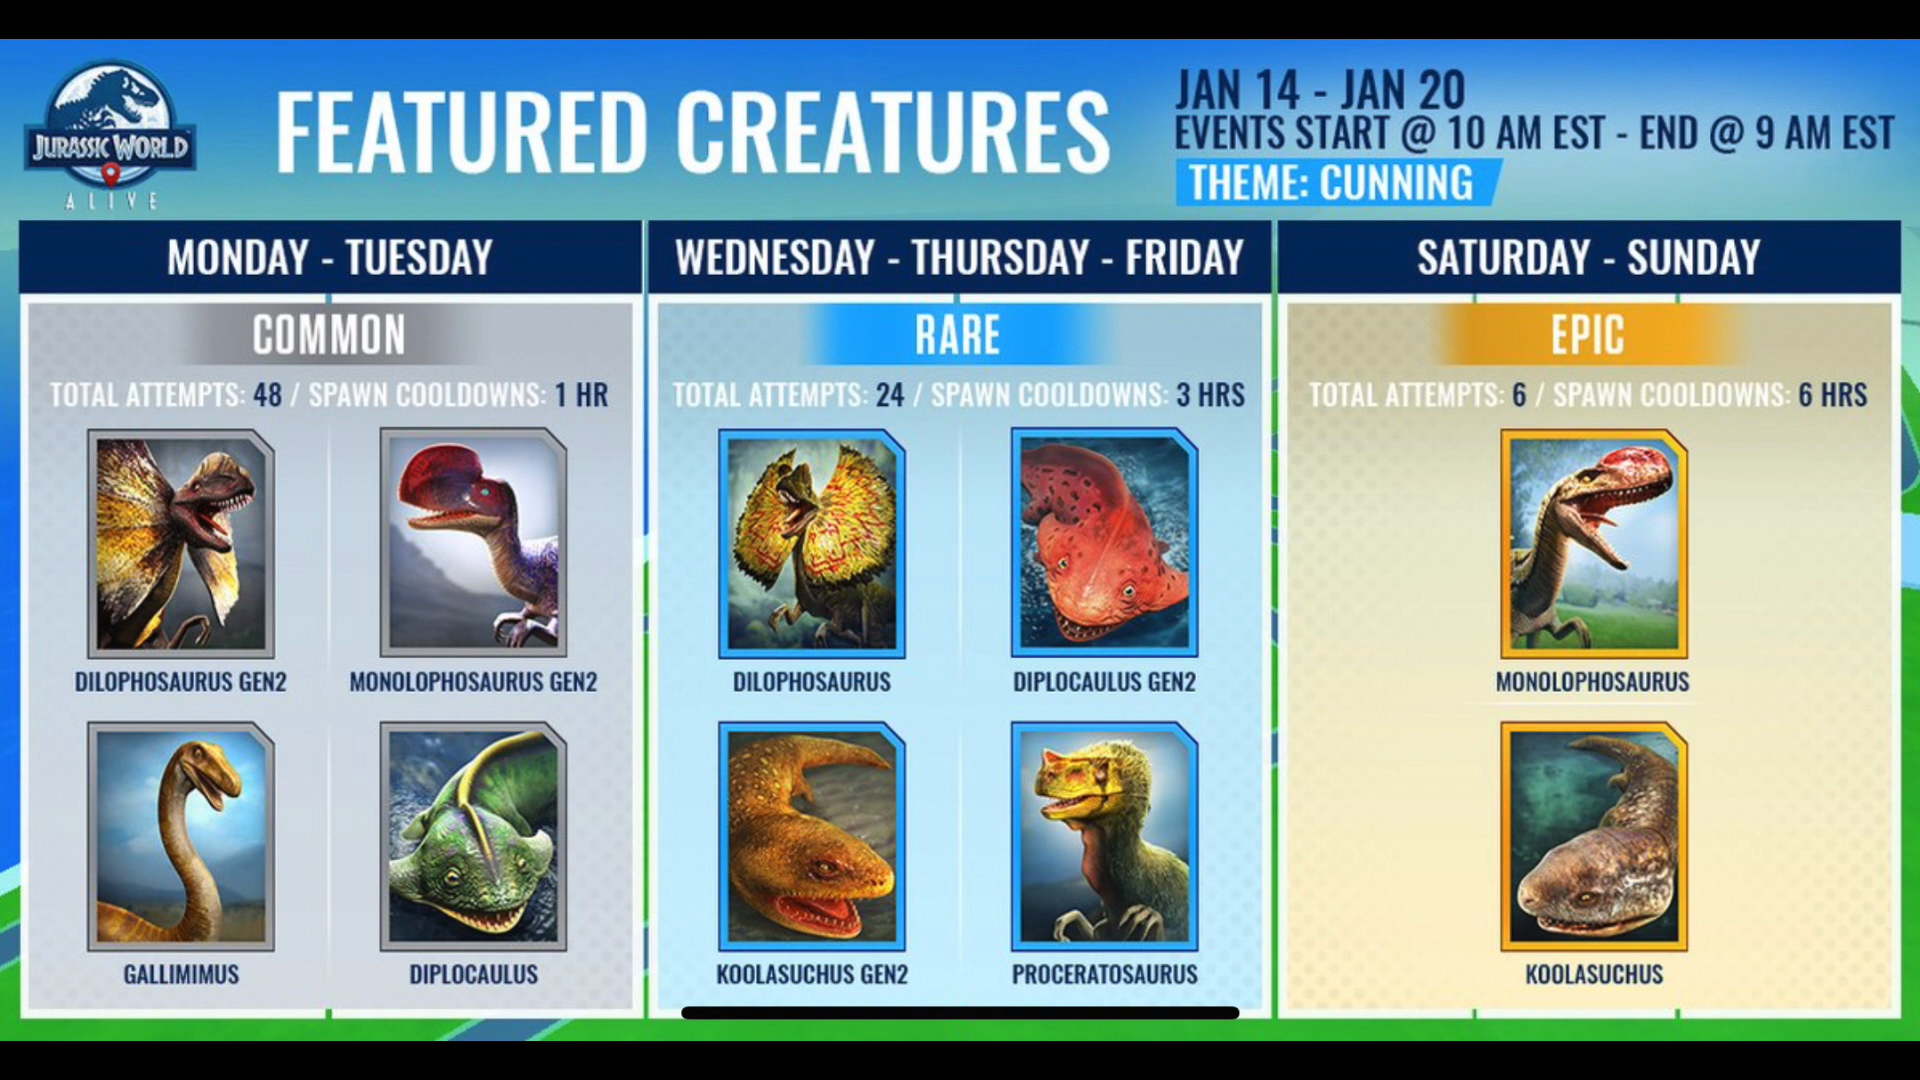 JURASSIC WORLD
ALIVE
FEATURED CREATURES
JAN 14 - JAN 20
EVENTS START @ 10 AM EST - END @ 9 AM EST
THEME: CUNNING
MONDAY - TUESDAY
COMMON
TOTAL ATTEMPTS: 48 / SPAWN COOLDOWNS: 1 HR
DILOPHOSAURUS GEN2
MONOLOPHOSAURUS GEN2
GALLIMIMUS
DIPLOCAULUS
WEDNESDAY - THURSDAY - FRIDAY
RARE
TOTAL ATTEMPTS: 24 / SPAWN COOLDOWNS: 3 HRS
DILOPHOSAURUS
DIPLOCAULUS GEN2
KOOLASUCHUS GEN2
PROCERATOSAURUS
SATURDAY - SUNDAY
EPIC
TOTAL ATTEMPTS: 6 / SPAWN COOLDOWNS: 6 HRS
MONOLOPHOSAURUS
KOOLASUCHUS